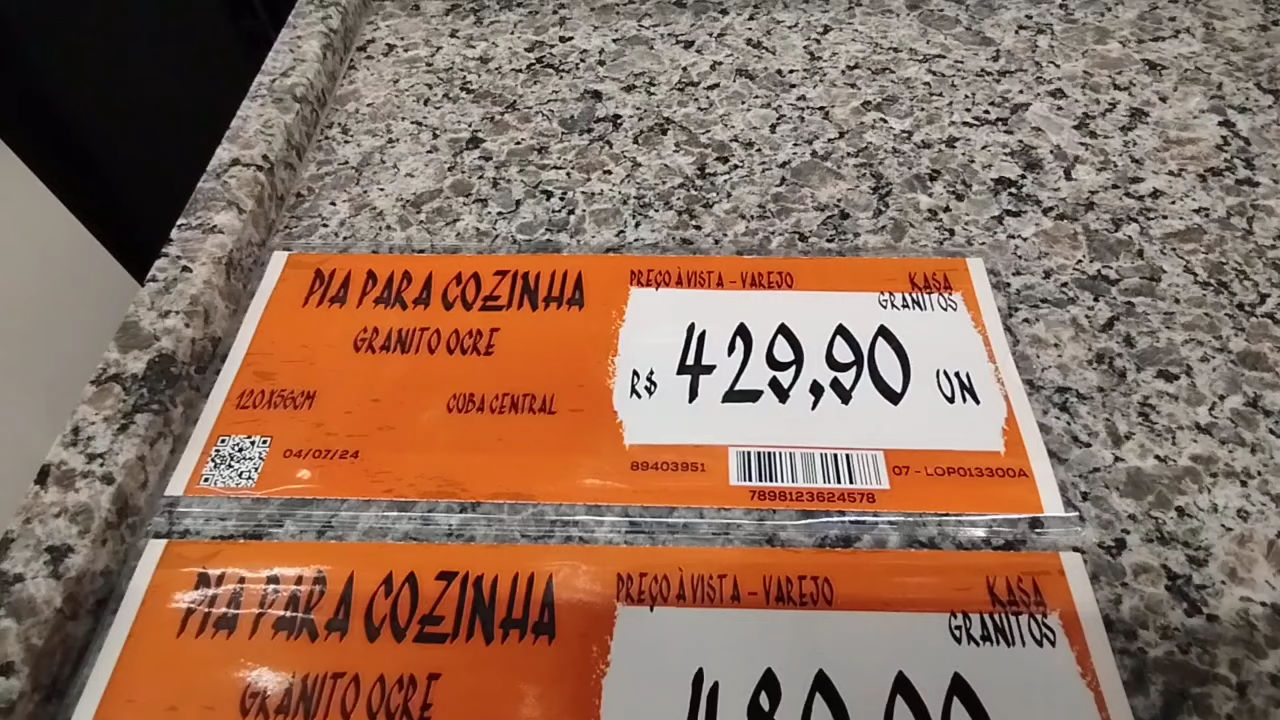 PIA PARA COZINHA
GRANITO OCRE
120X56CM
CUBA CENTRAL
04/07/24
PREÇO À VISTA - VAREJO
KASA
GRANITOS
R$ 429,90 UN
89403951
07 - LOP013300A
7898123624578
PIA PARA COZINHA
GRANITO OCRE
PREÇO À VISTA - VAREJO
KASA
GRANITOS